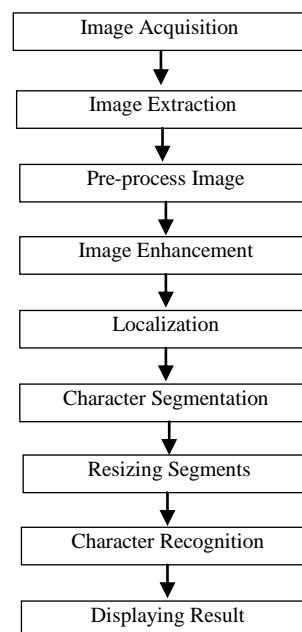 Image Acquisition
Image Extraction
Pre-process Image
Image Enhancement
Localization
Character Segmentation
Resizing Segments
Character Recognition
Displaying Result